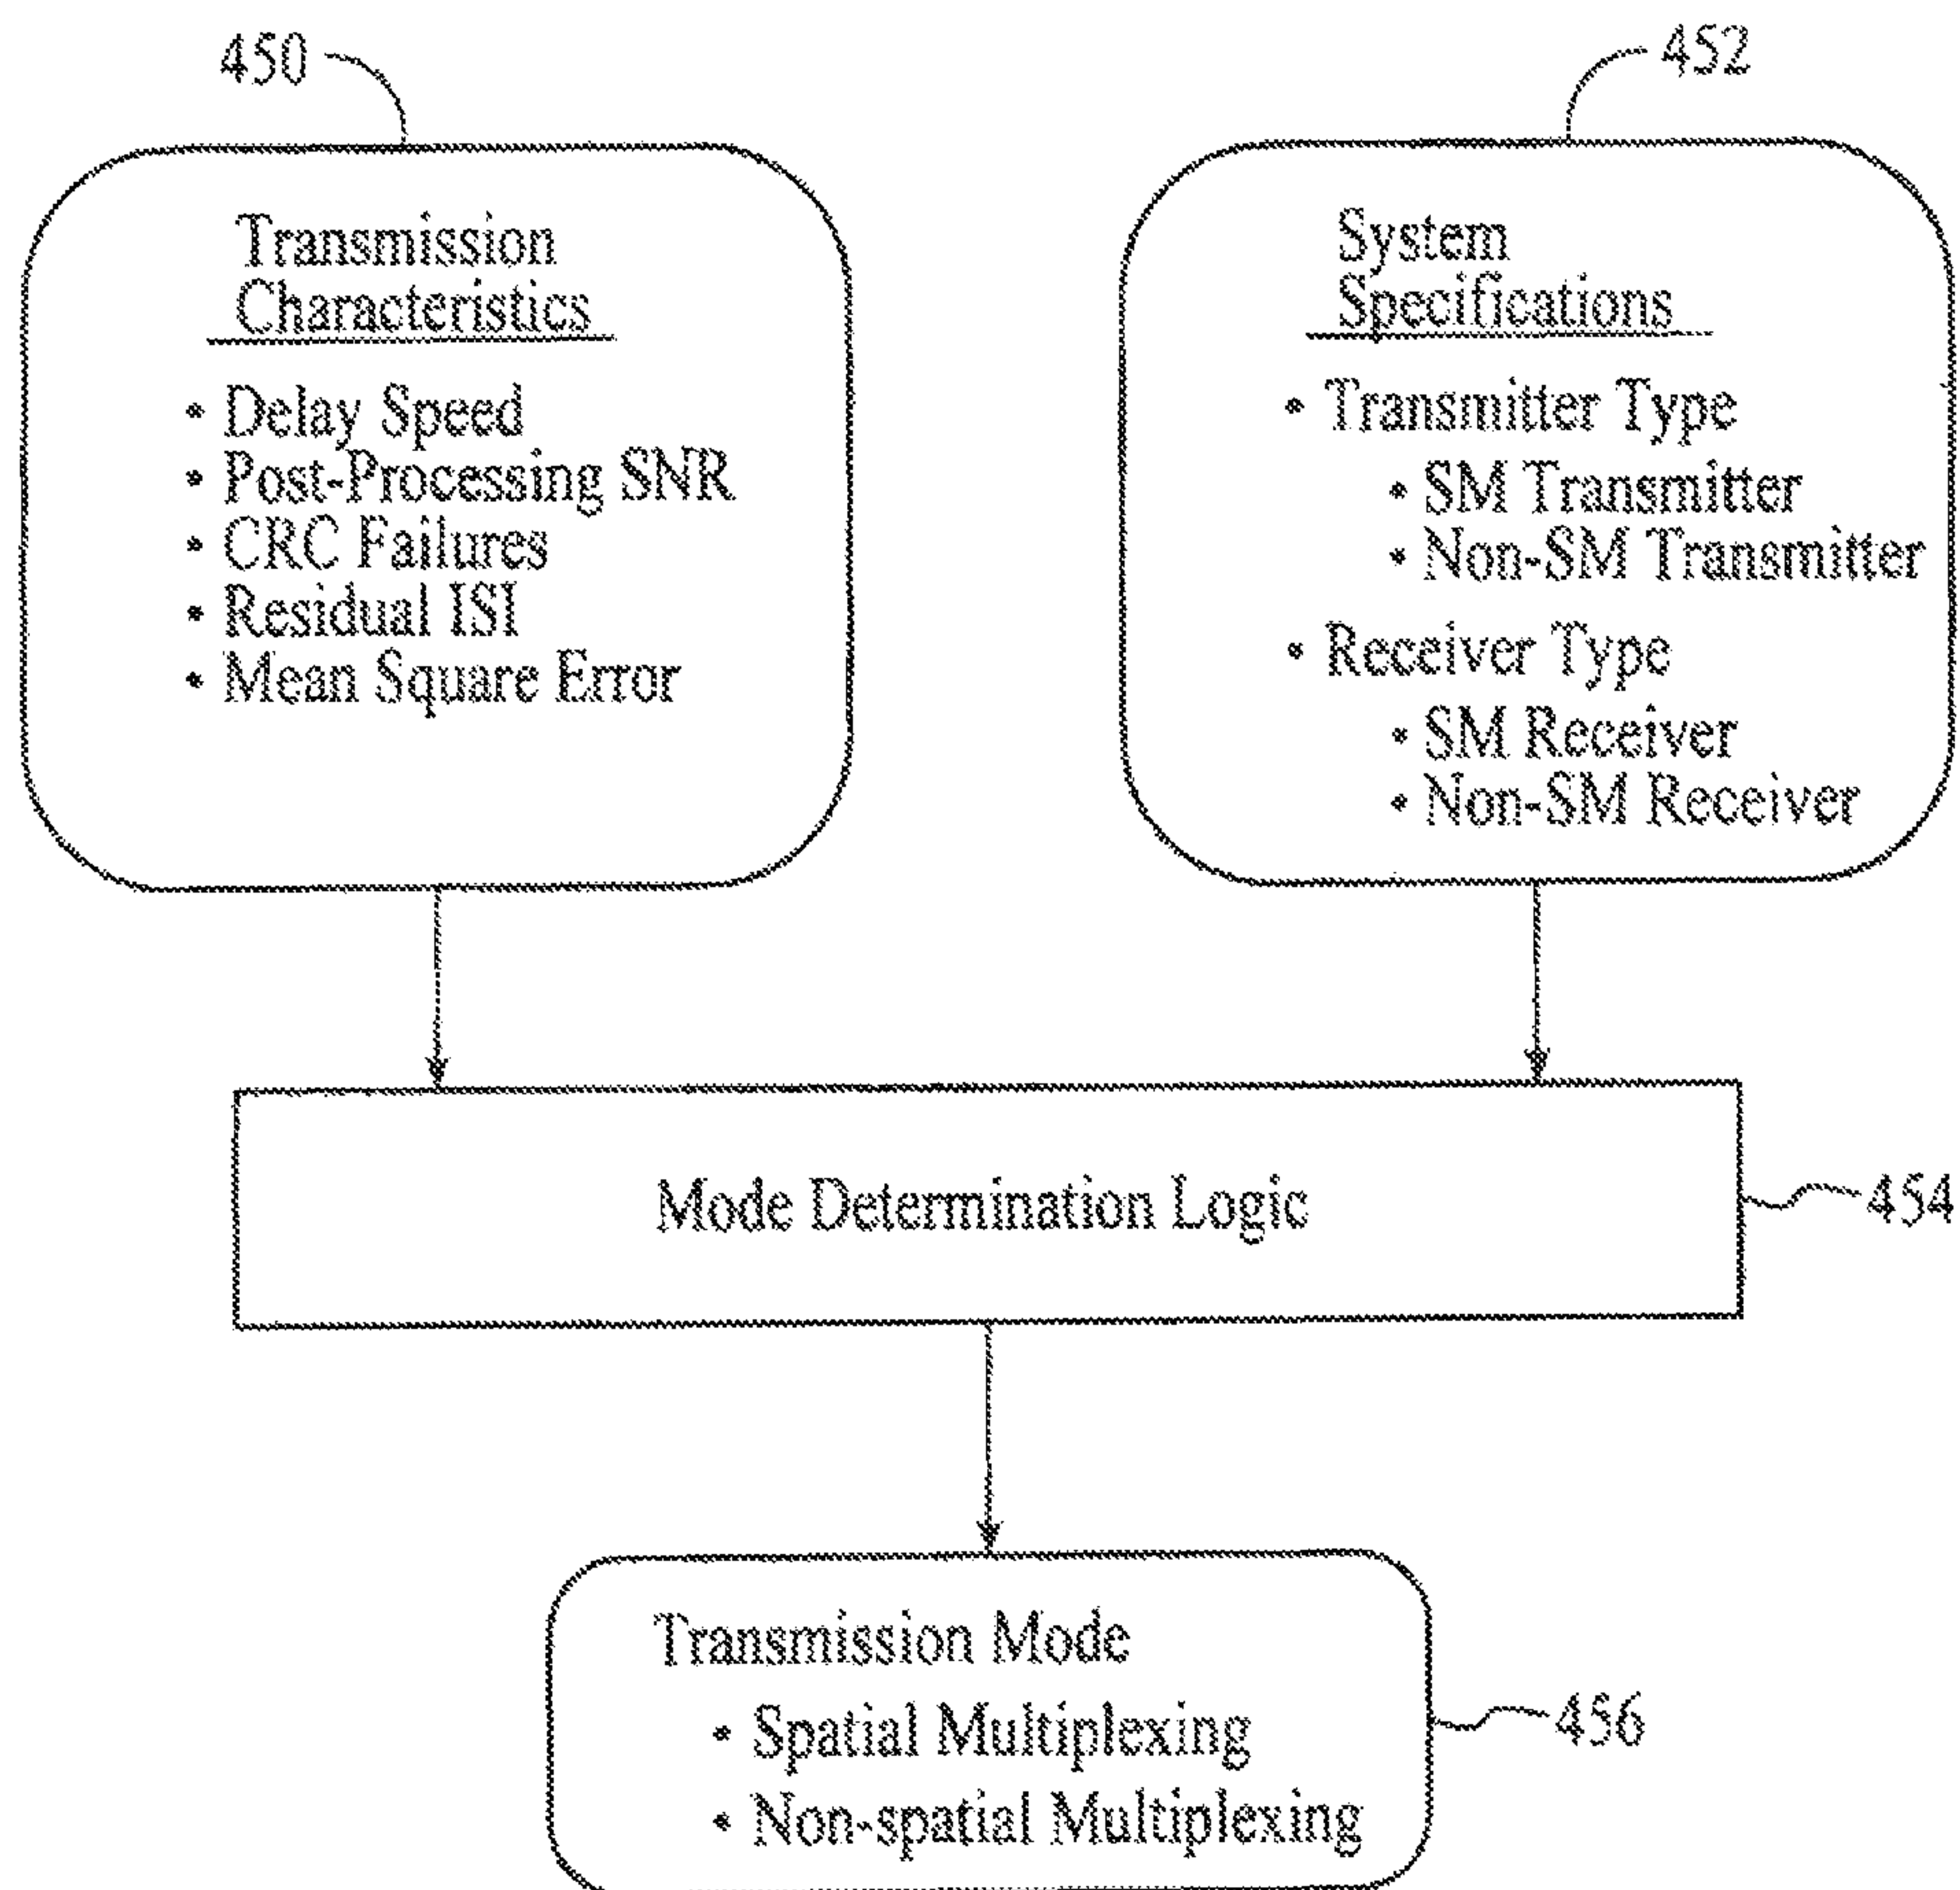 450
452
Transmission
Characteristics
• Delay Speed
• Post-Processing SNR
• CRC Failures
• Residual ISI
• Mean Square Error
System
Specifications
• Transmitter Type
• SM Transmitter
• Non-SM Transmitter
• Receiver Type
• SM Receiver
• Non-SM Receiver
Mode Determination Logic
454
Transmission Mode
• Spatial Multiplexing
• Non-spatial Multiplexing
456